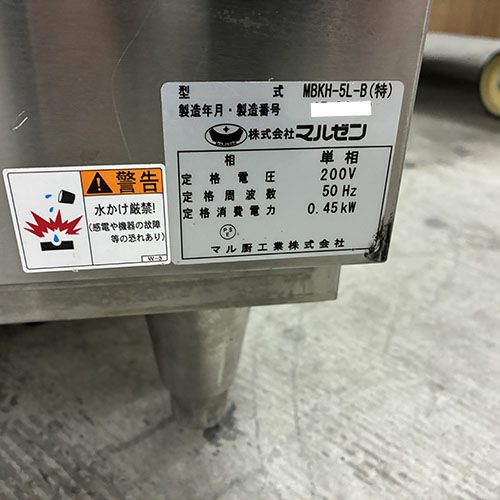 型式 MBKH-5L-B(特)
製造年月・製造番号
株式会社マルゼン
相 単相
定格電圧 200V
定格周波数 50Hz
定格消費電力 0.45kW
PS
E
マル厨工業株式会社
警告
水かけ厳禁!
(感電や機器の故障
等の恐れあり)
W-3